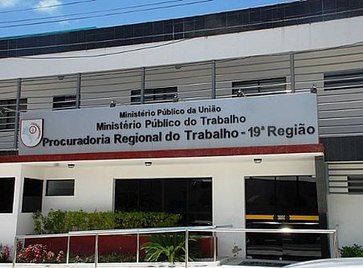 Ministério Público da União
Ministério Público do Trabalho
Procuradoria Regional do Trabalho - 19ª Região